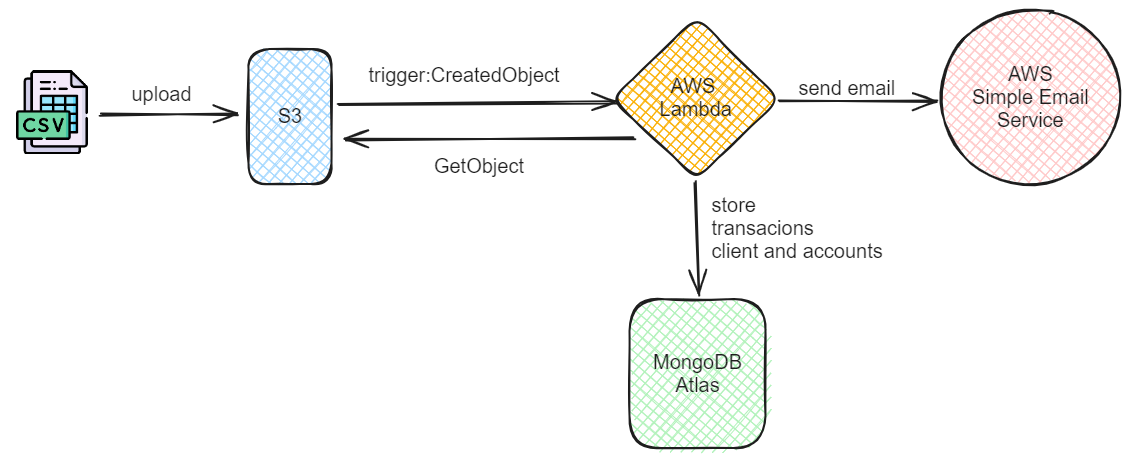 CSV
upload
S3
trigger:CreatedObject
GetObject
AWS
Lambda
send email
AWS
Simple Email
Service
store
transacions
client and accounts
MongoDB
Atlas